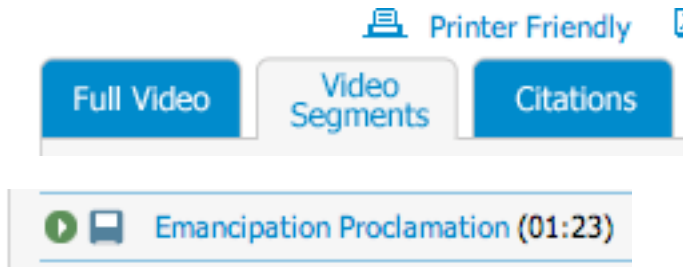 Printer Friendly
Full Video
Video
Segments
Citations
Emancipation Proclamation (01:23)